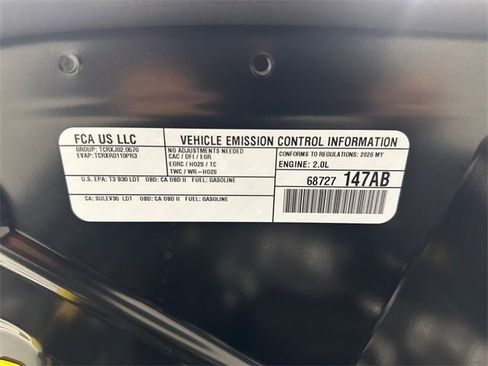 FCA US LLC
GROUP: TCRXJ02.0570
EVAP: TCRXR0110PR3
VEHICLE EMISSION CONTROL INFORMATION
NO ADJUSTMENTS NEEDED
CAC / DFI / EGR
EGRC / HO2S / TC
TWC / WR-HO2S
CONFORMS TO REGULATIONS: 2026 MY
ENGINE: 2.0L
U.S. EPA: T3 B30 LDT OBD: CA OBD II FUEL: GASOLINE
68727 147AB
CA: SULEV30 LDT OBD: CA OBD II FUEL: GASOLINE